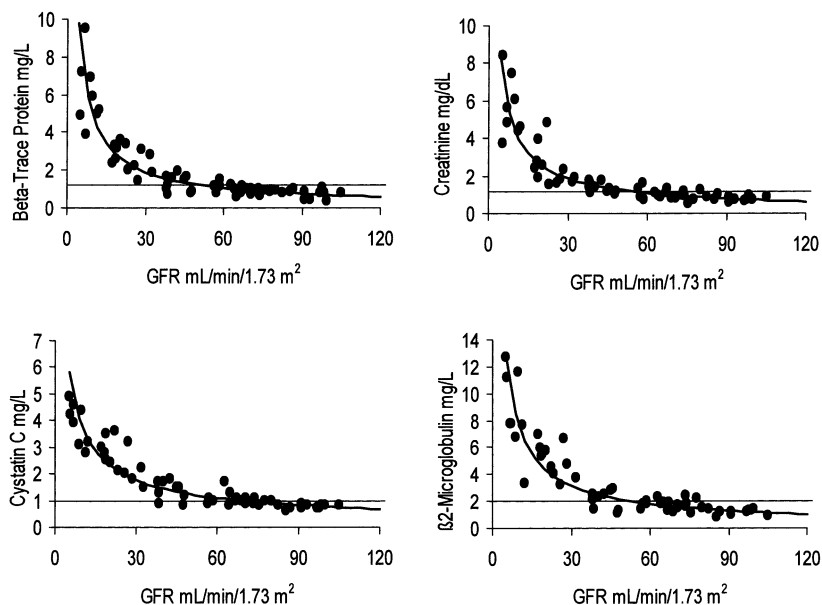 Beta-Trace Protein mg/L
10
8
6
4
2
0
0 30 60 90 120
GFR mL/min/1.73 m²
Creatinine mg/dL
10
8
6
4
2
0
0 30 60 90 120
GFR mL/min/1.73 m²
Cystatin C mg/L
7
6
5
4
3
2
1
0
0 30 60 90 120
GFR mL/min/1.73 m²
ß2-Microglobulin mg/L
14
12
10
8
6
4
2
0
0 30 60 90 120
GFR mL/min/1.73 m²